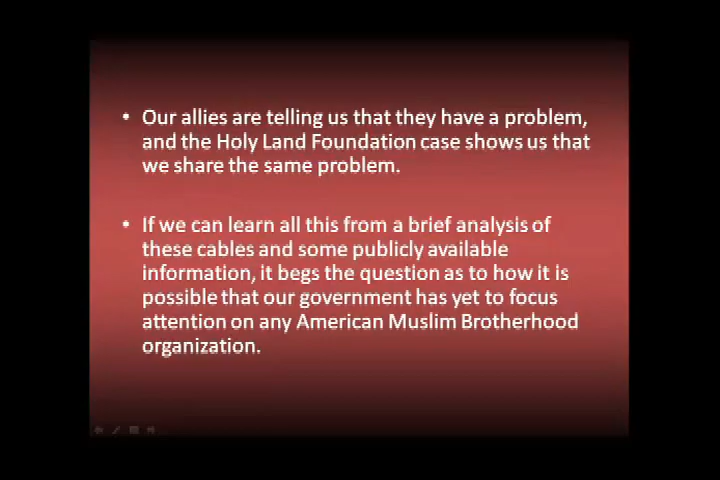 • Our allies are telling us that they have a problem,
and the Holy Land Foundation case shows us that
we share the same problem.
• If we can learn all this from a brief analysis of
these cables and some publicly available
information, it begs the question as to how it is
possible that our government has yet to focus
attention on any American Muslim Brotherhood
organization.